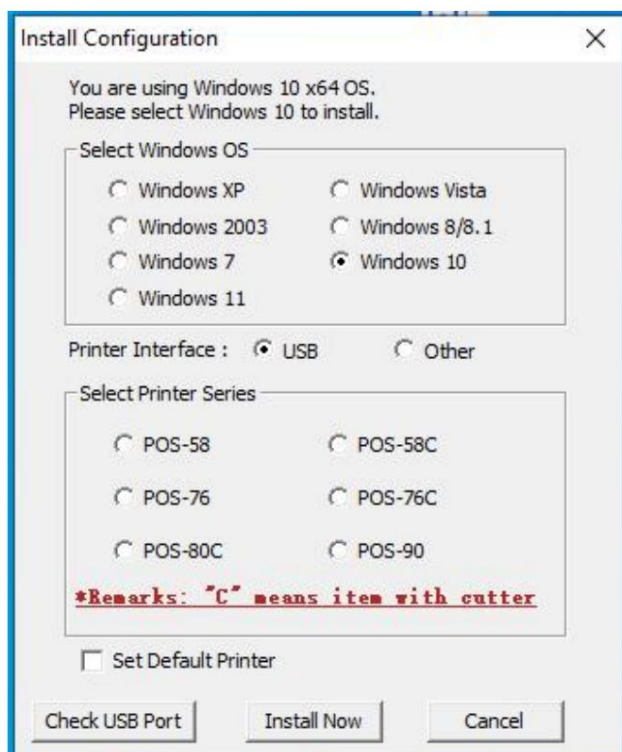 Install Configuration
You are using Windows 10 x64 OS.
Please select Windows 10 to install.
Select Windows OS
Windows XP Windows Vista
Windows 2003 Windows 8/8.1
Windows 7 Windows 10
Windows 11
Printer Interface : USB Other
Select Printer Series
POS-58 POS-58C
POS-76 POS-76C
POS-80C POS-90
*Remarks: "C" means item with cutter
Set Default Printer
Check USB Port Install Now Cancel